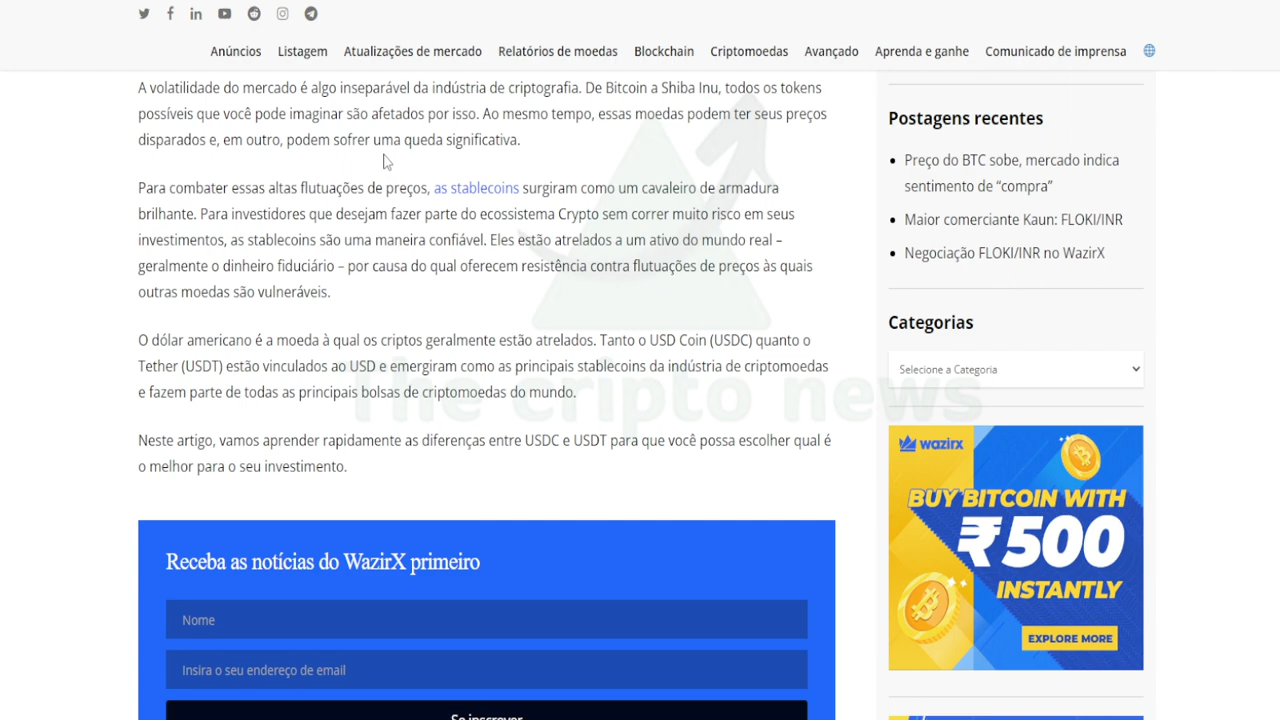 Anúncios Listagem Atualizações de mercado Relatórios de moedas Blockchain Criptomoedas Avançado Aprenda e ganhe Comunicado de imprensa
A volatilidade do mercado é algo inseparável da indústria de criptografia. De Bitcoin a Shiba Inu, todos os tokens
possíveis que você pode imaginar são afetados por isso. Ao mesmo tempo, essas moedas podem ter seus preços
disparados e, em outro, podem sofrer uma queda significativa.
Para combater essas altas flutuações de preços, as stablecoins surgiram como um cavaleiro de armadura
brilhante. Para investidores que desejam fazer parte do ecossistema Crypto sem correr muito risco em seus
investimentos, as stablecoins são uma maneira confiável. Eles estão atrelados a um ativo do mundo real –
geralmente o dinheiro fiduciário – por causa do qual oferecem resistência contra flutuações de preços às quais
outras moedas são vulneráveis.
O dólar americano é a moeda à qual os criptos geralmente estão atrelados. Tanto o USD Coin (USDC) quanto o
Tether (USDT) estão vinculados ao USD e emergiram como as principais stablecoins da indústria de criptomoedas
e fazem parte de todas as principais bolsas de criptomoedas do mundo.
The cripto news
Neste artigo, vamos aprender rapidamente as diferenças entre USDC e USDT para que você possa escolher qual é
o melhor para o seu investimento.
Receba as notícias do WazirX primeiro
Nome
Insira o seu endereço de email
Se inscrever
Postagens recentes
Preço do BTC sobe, mercado indica
sentimento de “compra”
Maior comerciante Kaun: FLOKI/INR
Negociação FLOKI/INR no WazirX
Categorias
Selecione a Categoria
wazirx
BUY BITCOIN WITH
₹500
INSTANTLY
EXPLORE MORE